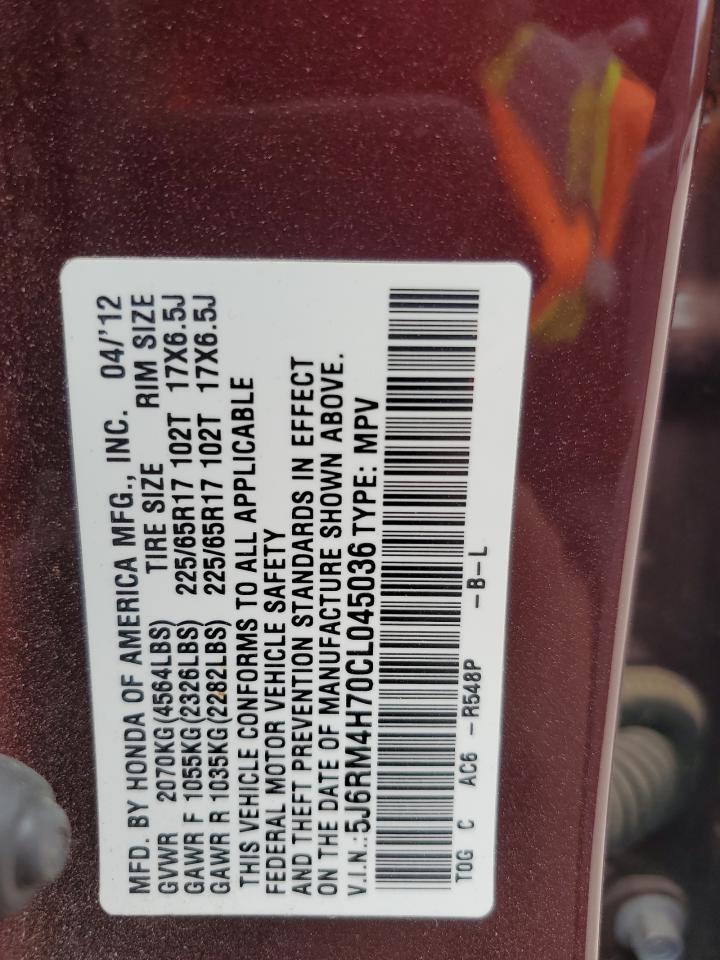 MFD. BY HONDA OF AMERICA MFG., INC. 04/'12
GVWR 2070KG(4564LBS) TIRE SIZE RIM SIZE
GAWR F 1055KG(2326LBS) 225/65R17 102T 17X6.5J
GAWR R 1035KG(2282LBS) 225/65R17 102T 17X6.5J
THIS VEHICLE CONFORMS TO ALL APPLICABLE
FEDERAL MOTOR VEHICLE SAFETY
AND THEFT PREVENTION STANDARDS IN EFFECT
ON THE DATE OF MANUFACTURE SHOWN ABOVE.
V.I.N.:5J6RM4H70CL045036 TYPE: MPV
T0G C AC6 -R548P -B-L